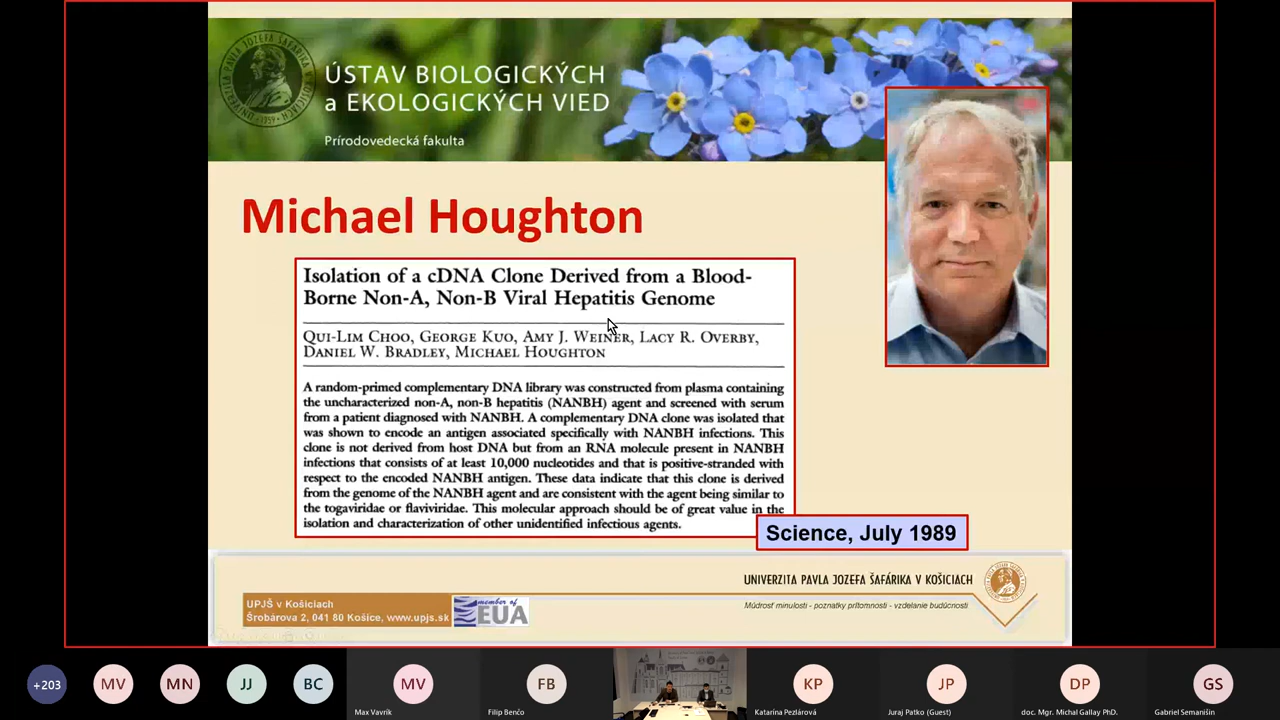 ÚSTAV BIOLOGICKÝCH
a EKOLOGICKÝCH VIED
Prírodovedecká fakulta
Michael Houghton
Isolation of a cDNA Clone Derived from a Blood-
Borne Non-A, Non-B Viral Hepatitis Genome
QUI-LIM CHOO, GEORGE KUO, AMY J. WEINER, LACY R. OVERBY,
DANIEL W. BRADLEY, MICHAEL HOUGHTON
A random-primed complementary DNA library was constructed from plasma containing
the uncharacterized non-A, non-B hepatitis (NANBH) agent and screened with serum
from a patient diagnosed with NANBH. A complementary DNA clone was isolated that
was shown to encode an antigen associated specifically with NANBH infections. This
clone is not derived from host DNA but from an RNA molecule present in NANBH
infections that consists of at least 10,000 nucleotides and that is positive-stranded with
respect to the encoded NANBH antigen. These data indicate that this clone is derived
from the genome of the NANBH agent and are consistent with the agent being similar to
the togaviridae or flaviviridae. This molecular approach should be of great value in the
isolation and characterization of other unidentified infectious agents.
Science, July 1989
UNIVERZITA PAVLA JOZEFA ŠAFÁRIKA V KOŠICIACH
Múdrosť minulosti - poznatky prítomnosti - vzdelanie budúcnosti
UPJŠ v Košiciach
Šrobárova 2, 041 80 Košice, www.upjs.sk
member of
EUA
+203
MV
MN
JJ
BC
MV
Max Vavrík
FB
Filip Benčo
KP
Katarína Pezlárová
JP
Juraj Patko (Guest)
DP
doc. Mgr. Michal Gallay PhD.
GS
Gabriel Semanišin